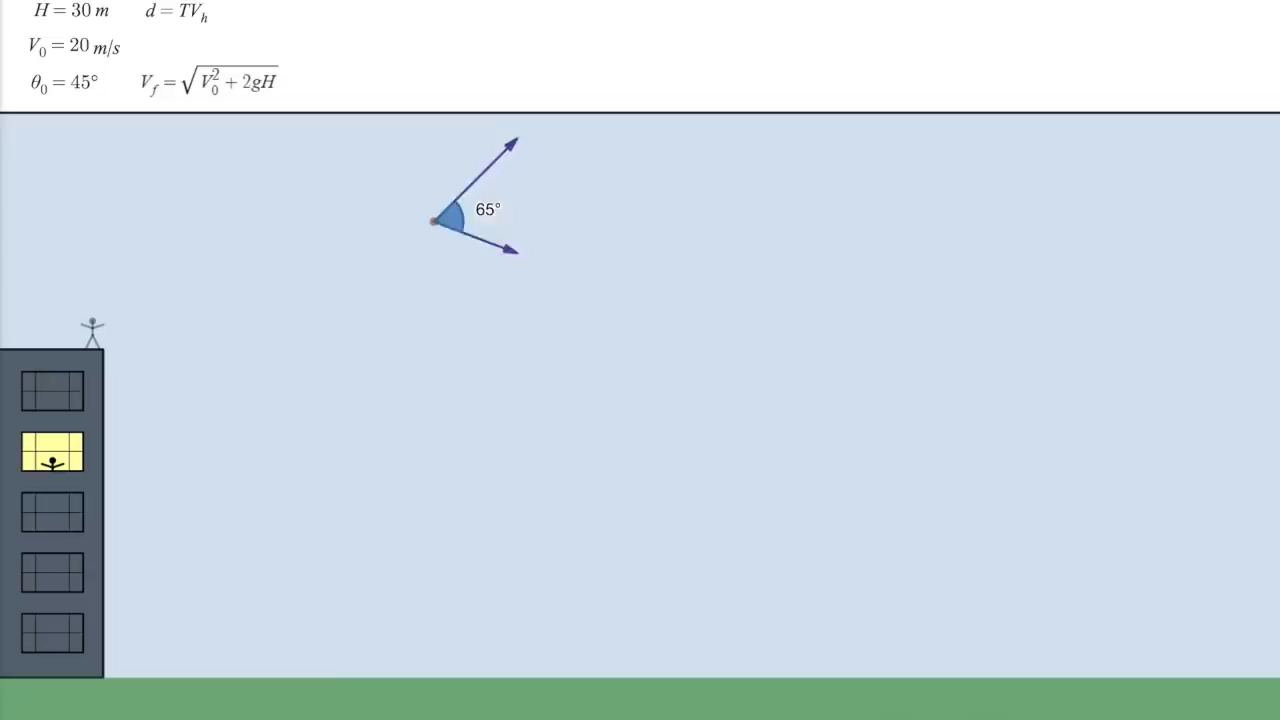 H = 30 m d = TV_h
V_0 = 20 m/s
θ_0 = 45° V_f = √(V_0^2 + 2gH)
65°